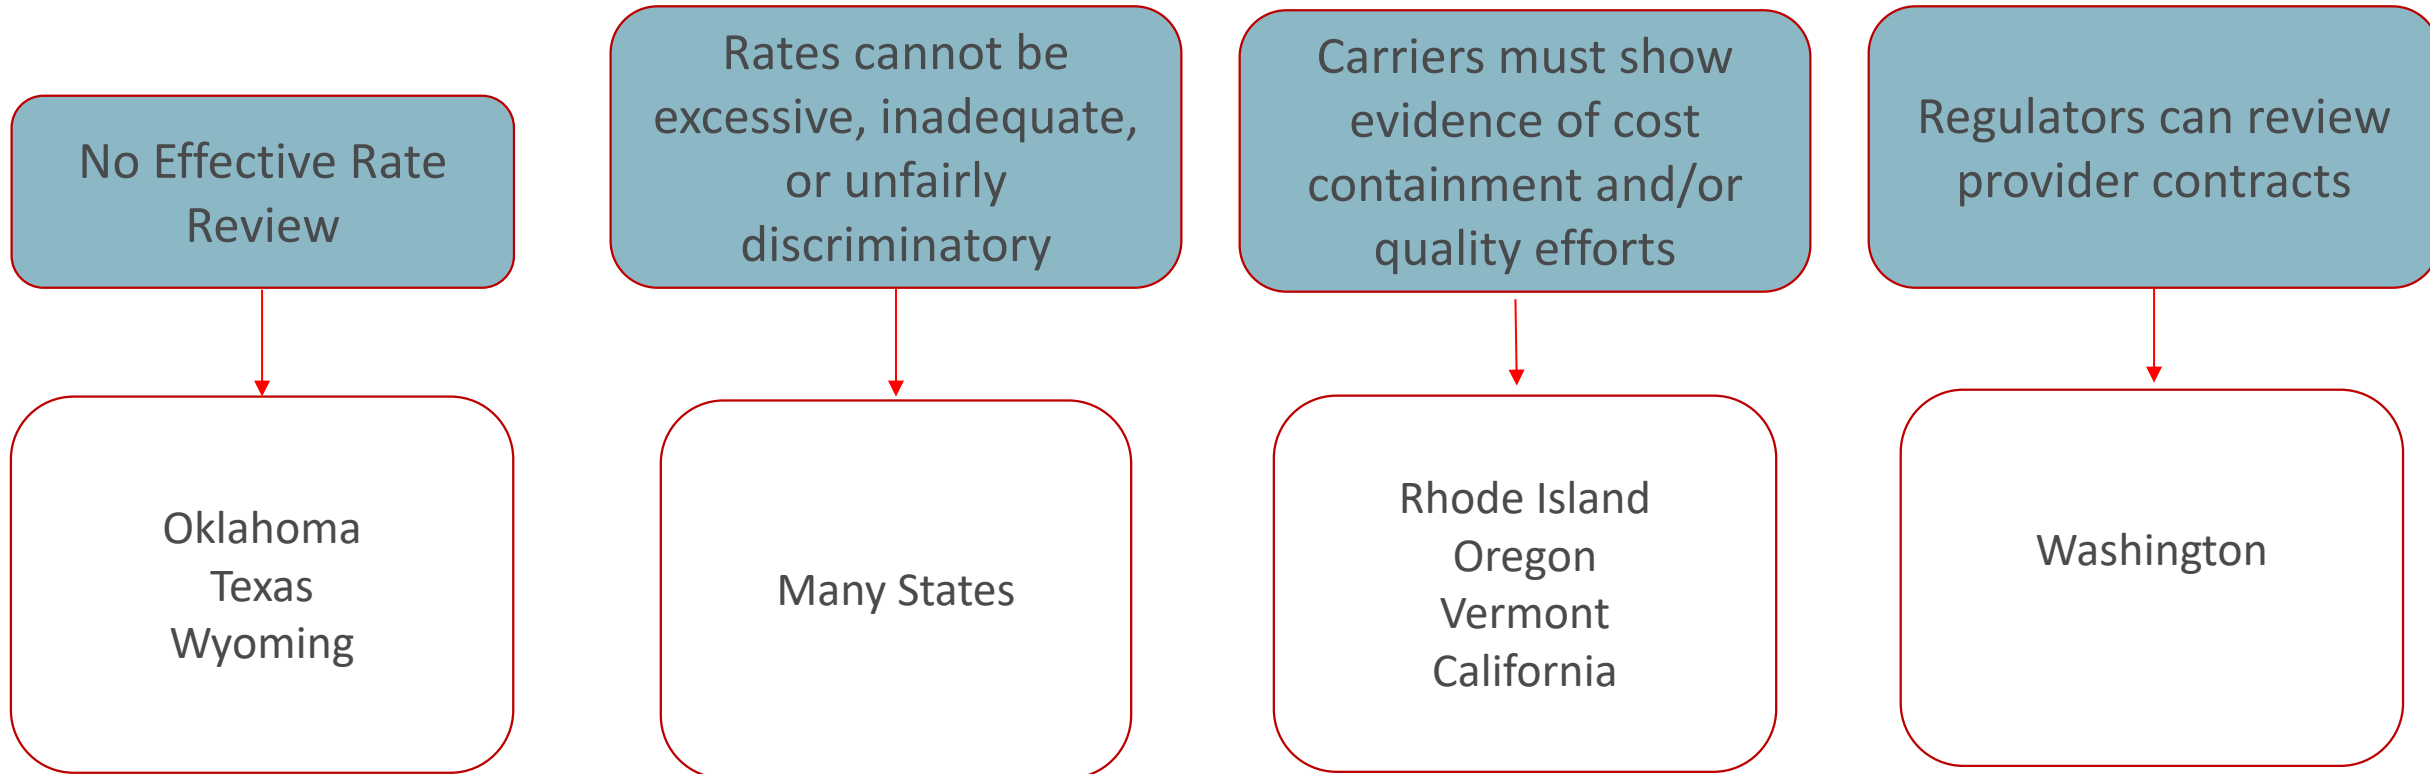 No Effective Rate
Review
Rates cannot be
excessive, inadequate,
or unfairly
discriminatory
Carriers must show
evidence of cost
containment and/or
quality efforts
Regulators can review
provider contracts
Oklahoma
Texas
Wyoming
Many States
Rhode Island
Oregon
Vermont
California
Washington